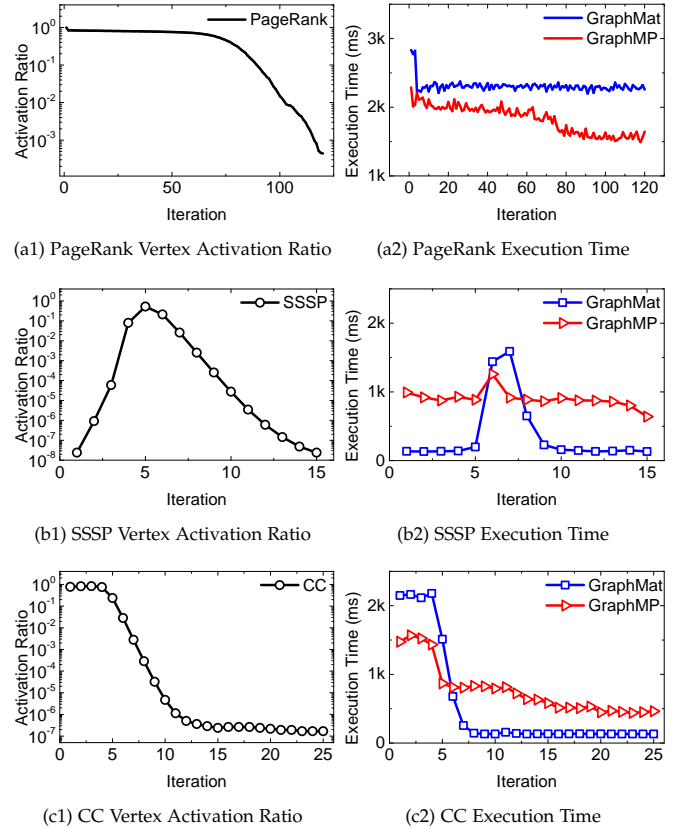 10^0
10^-1
10^-2
10^-3
Activation Ratio
PageRank
1
50
100
Iteration
(a1) PageRank Vertex Activation Ratio
3k
2k
1k
Execution Time (ms)
GraphMat
GraphMP
0 20 40 60 80 100 120
Iteration
(a2) PageRank Execution Time
10^0
10^-1
10^-2
10^-3
10^-4
10^-5
10^-6
10^-7
10^-8
Activation Ratio
SSSP
0 5 10 15
Iteration
(b1) SSSP Vertex Activation Ratio
2k
1k
0
Execution Time (ms)
GraphMat
GraphMP
0 5 10 15
Iteration
(b2) SSSP Execution Time
10^0
10^-1
10^-2
10^-3
10^-4
10^-5
10^-6
10^-7
Activation Ratio
CC
0 5 10 15 20 25
Iteration
(c1) CC Vertex Activation Ratio
2k
1k
0
Execution Time (ms)
GraphMat
GraphMP
0 5 10 15 20 25
Iteration
(c2) CC Execution Time